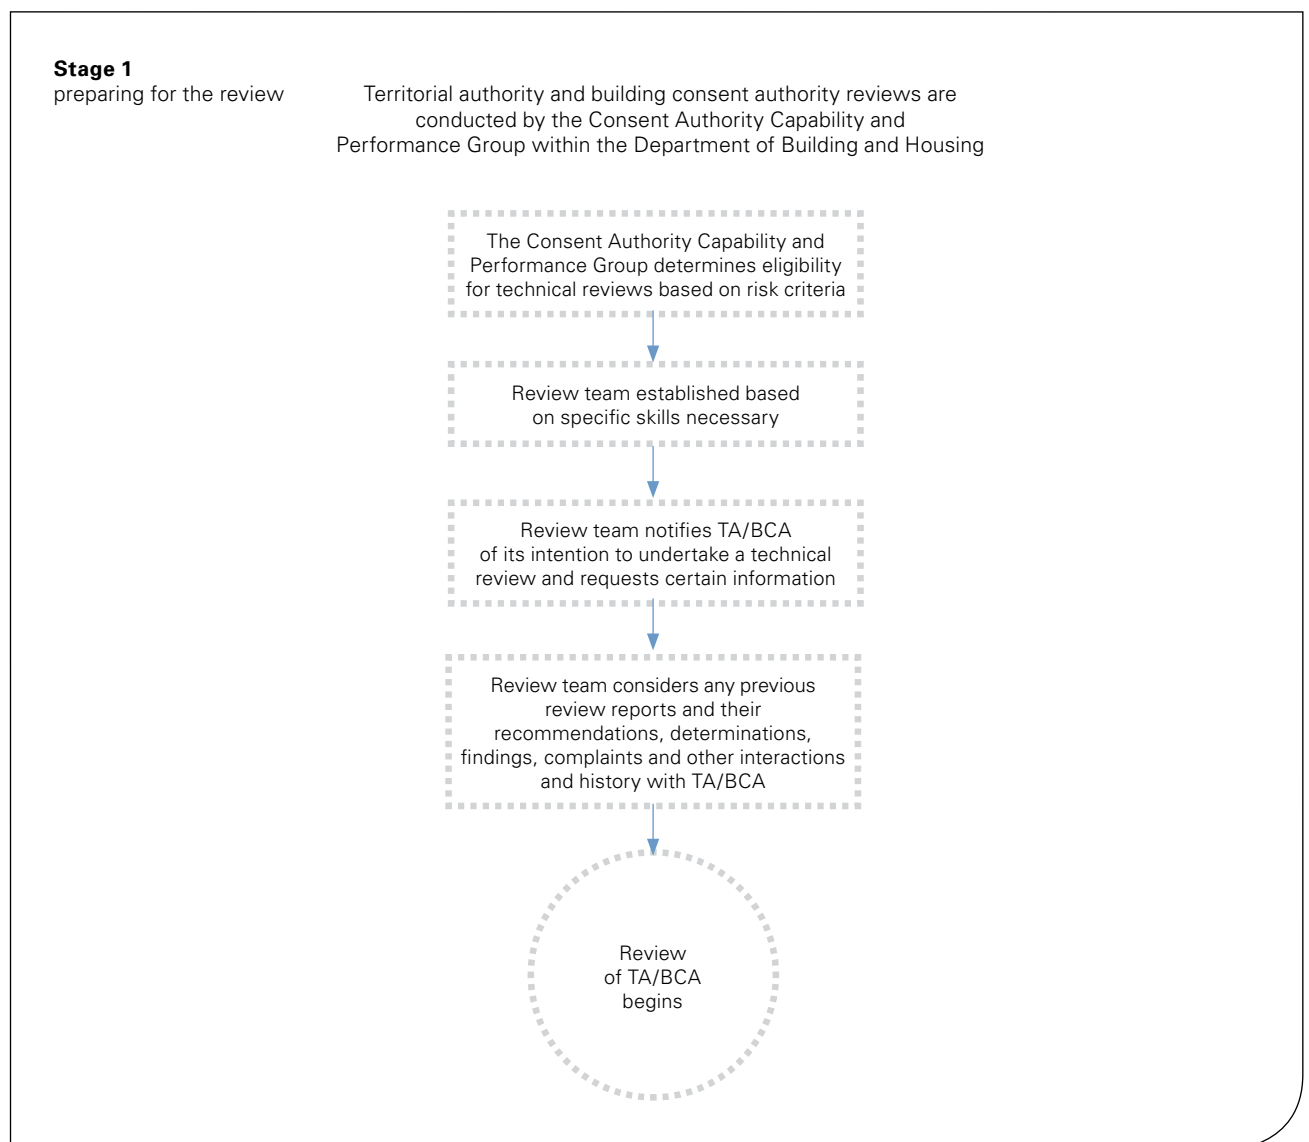 Stage 1
preparing for the review
Territorial authority and building consent authority reviews are
conducted by the Consent Authority Capability and
Performance Group within the Department of Building and Housing
The Consent Authority Capability and
Performance Group determines eligibility
for technical reviews based on risk criteria
Review team established based
on specific skills necessary
Review team notifies TA/BCA
of its intention to undertake a technical
review and requests certain information
Review team considers any previous
review reports and their
recommendations, determinations,
findings, complaints and other interactions
and history with TA/BCA
Review
of TA/BCA
begins